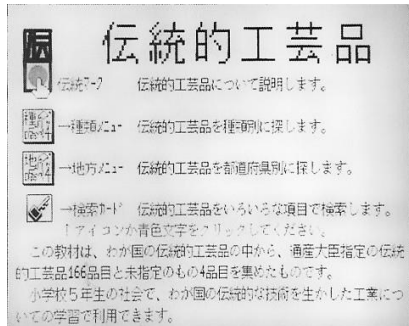 伝統的工芸品
伝統ﾏｰｸ 伝統的工芸品について説明します。
→種類ﾒﾆｭｰ 伝統的工芸品を種類別に探します。
→地方ﾒﾆｭｰ 伝統的工芸品を都道府県別に探します。
→検索ｶｰﾄﾞ 伝統的工芸品をいろいろな項目で検索します。
↑アイコンか青色文字をクリックしてください。
この教材は、わが国の伝統的工芸品の中から、通産大臣指定の伝統
的工芸品166品目と未指定のもの4品目を集めたものです。
小学校5年生の社会で、わが国の伝統的な技術を生かした工業につ
いての学習で利用できます。